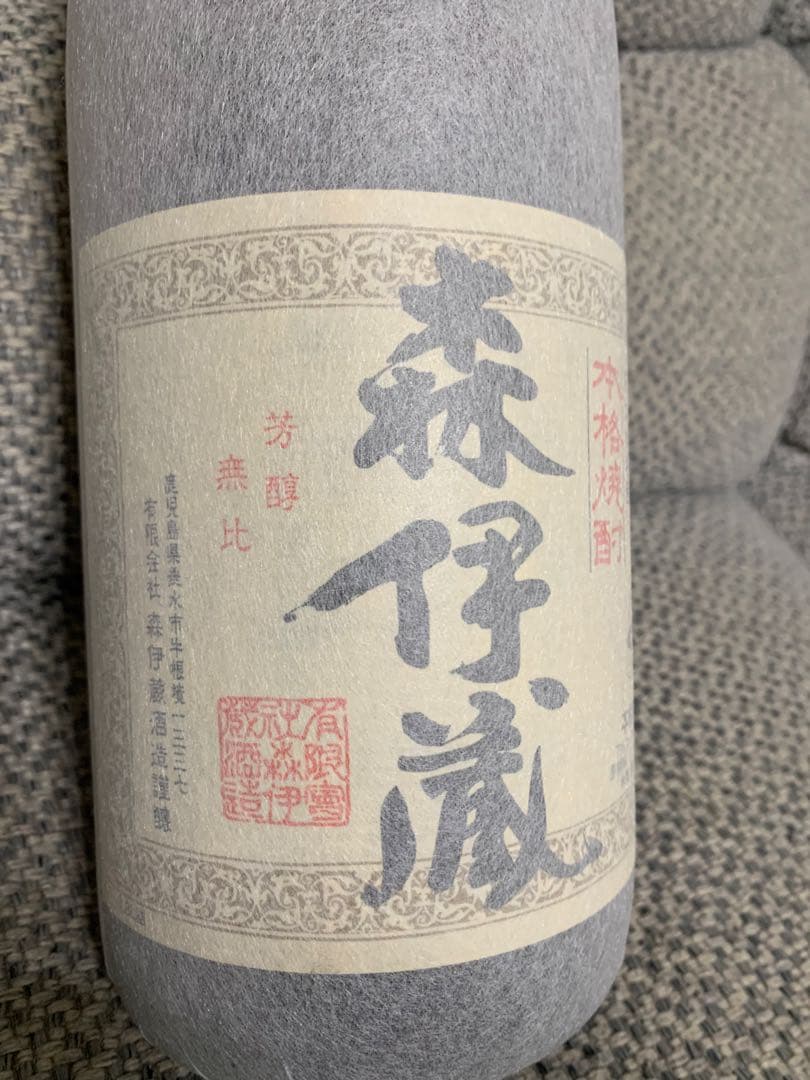 本格焼酎
森伊蔵
芳醇
無比
鹿児島県垂水市牛根境一三三七
有限会社 森伊蔵酒造謹醸
有限会
社森伊
蔵酒造